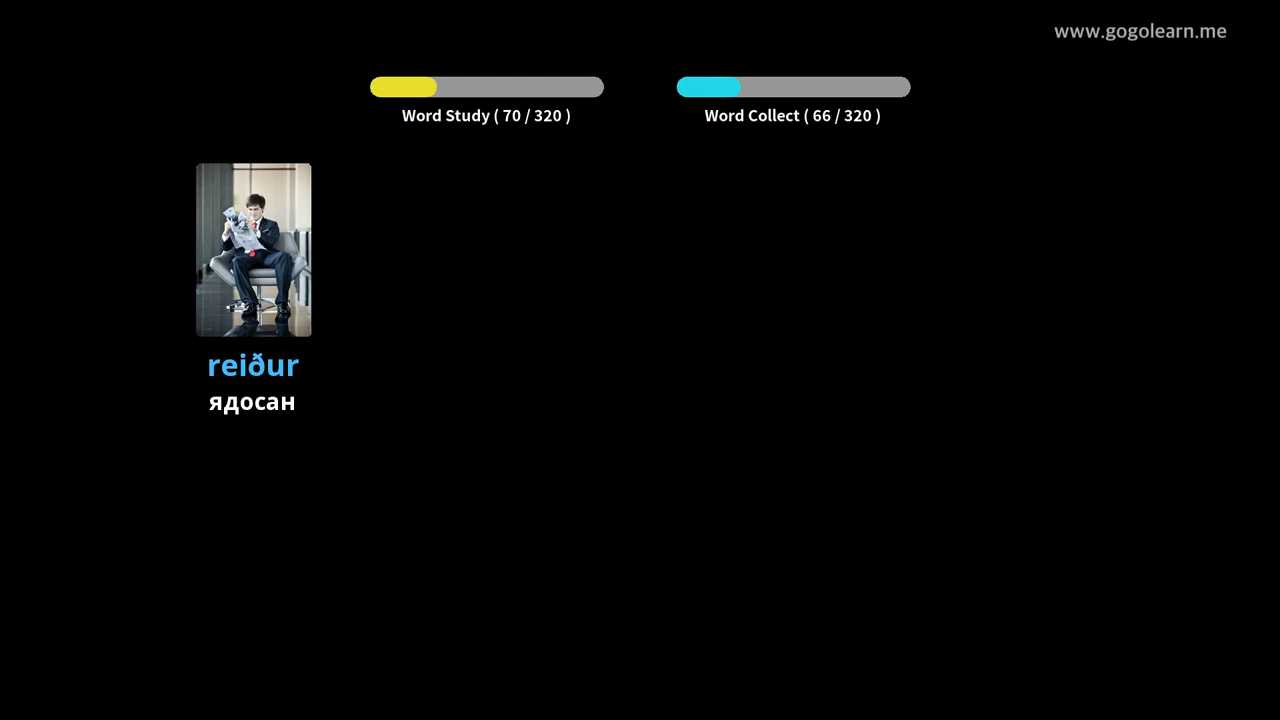 www.gogolearn.me
Word Study ( 70 / 320 )
Word Collect ( 66 / 320 )
reiður
ядосан